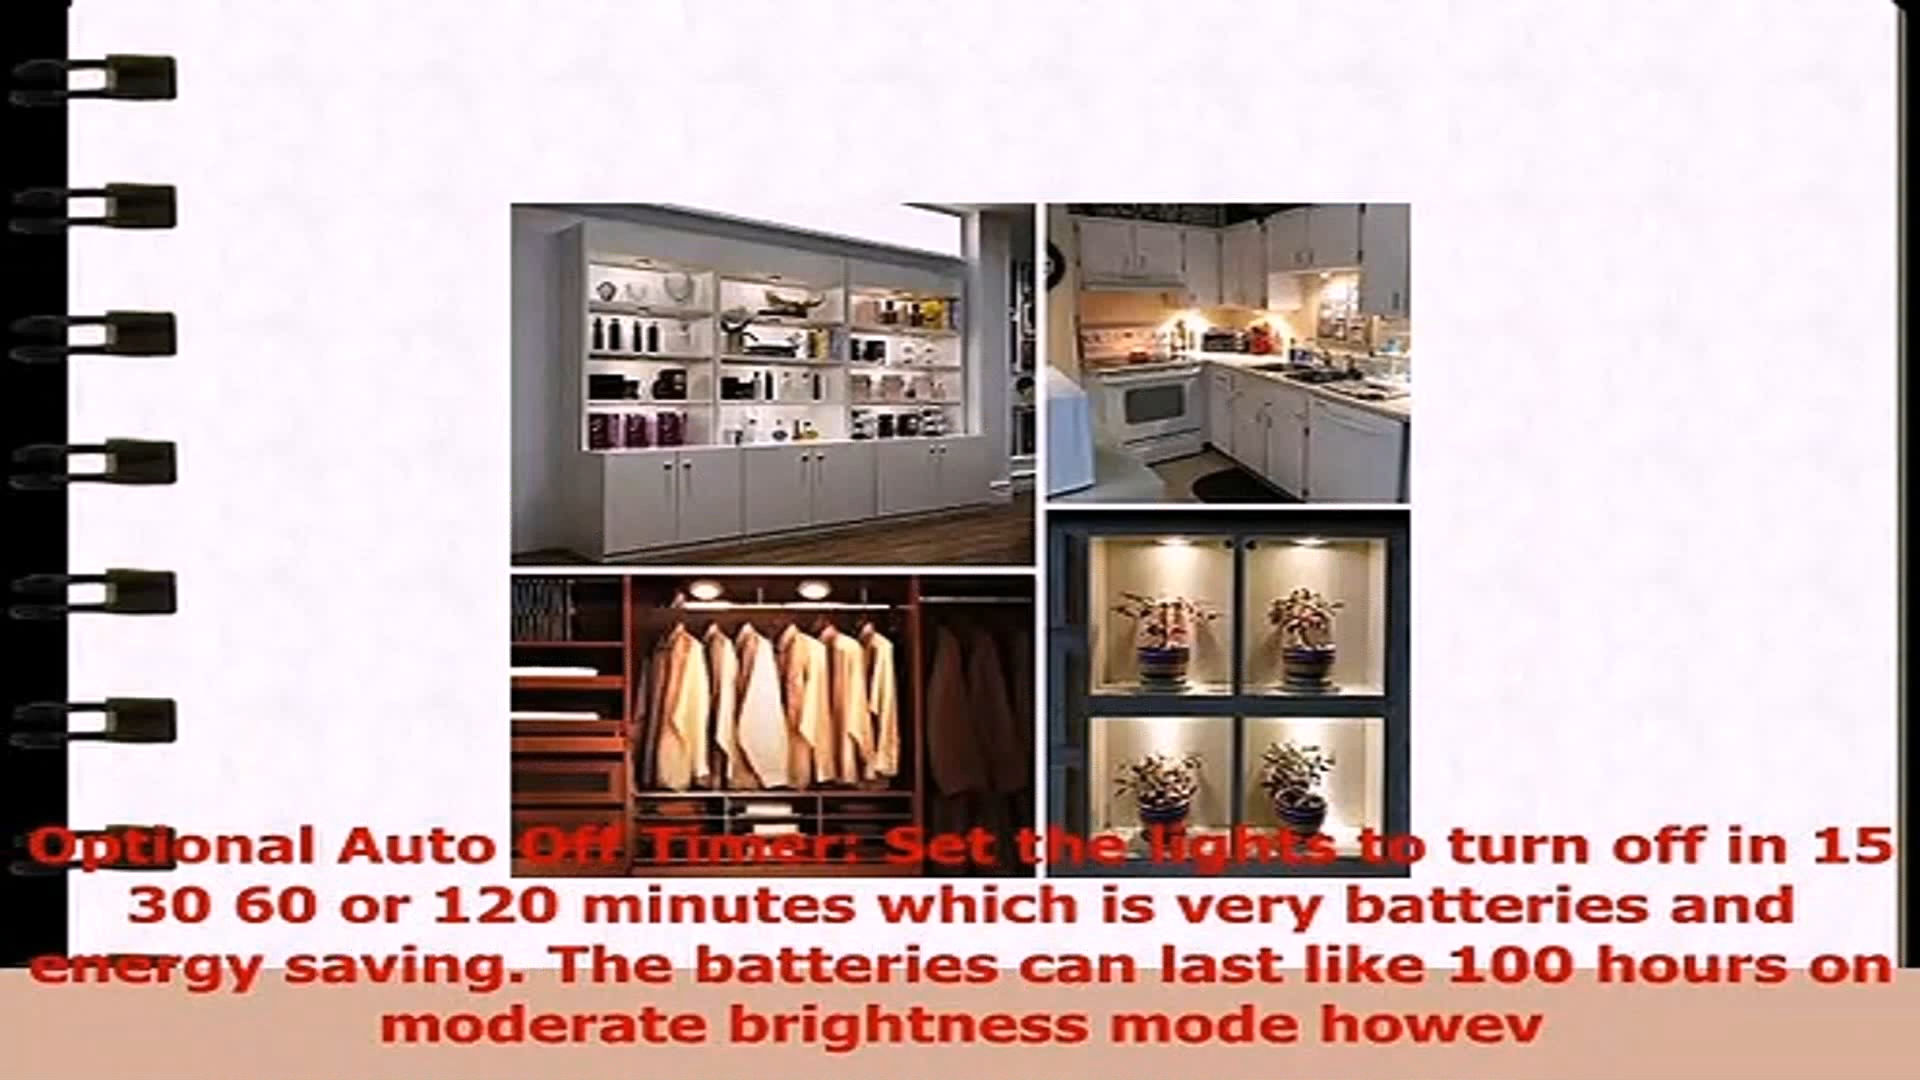 Optional Auto Off Timer: Set the lights to turn off in 15
30 60 or 120 minutes which is very batteries and
energy saving. The batteries can last like 100 hours on
moderate brightness mode howev